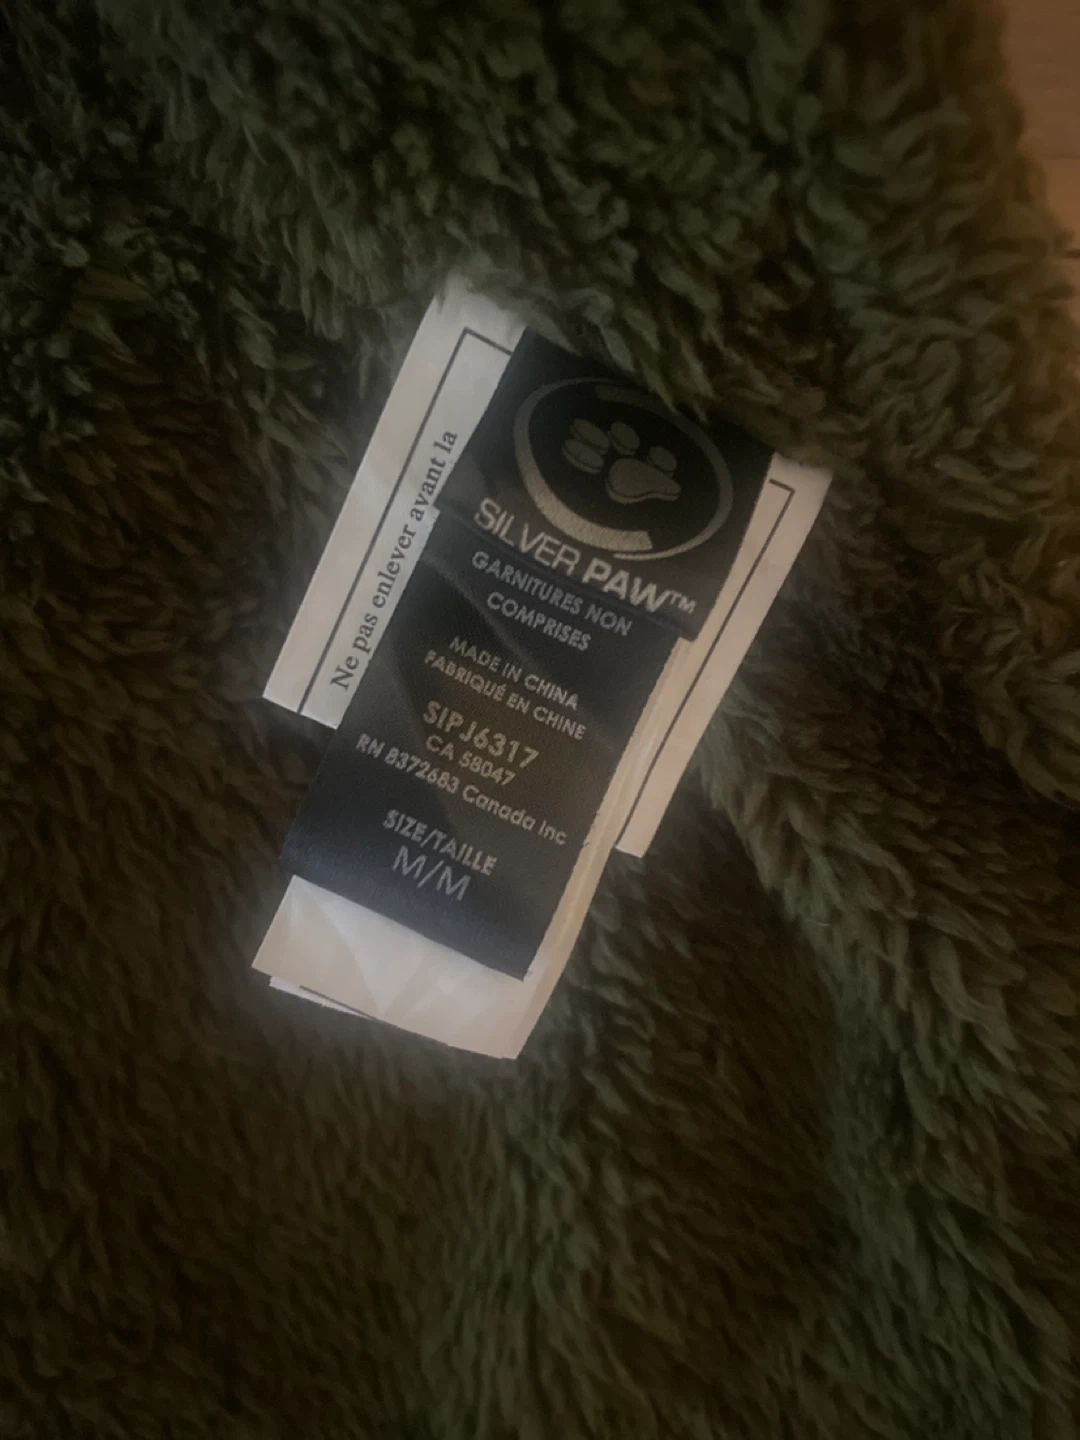 Ne pas enlever avant la
SILVER PAW™
GARNITURES NON
COMPRISES
MADE IN CHINA
FABRIQUÉ EN CHINE
SIPJ6317
CA 58047
RN 8372683 Canada Inc
SIZE/TAILLE
M/M